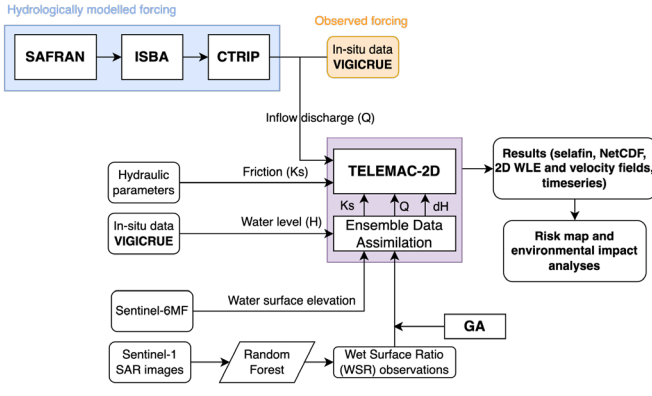 Hydrologically modelled forcing
Observed forcing
SAFRAN
ISBA
CTRIP
In-situ data
VIGICRUE
Inflow discharge (Q)
Hydraulic
parameters
Friction (Ks)
TELEMAC-2D
Results (selafin, NetCDF,
2D WLE and velocity fields,
timeseries)
Ks
Q
dH
In-situ data
VIGICRUE
Water level (H)
Ensemble Data
Assimilation
Risk map and
environmental impact
analyses
Sentinel-6MF
Water surface elevation
GA
Sentinel-1
SAR images
Random
Forest
Wet Surface Ratio
(WSR) observations